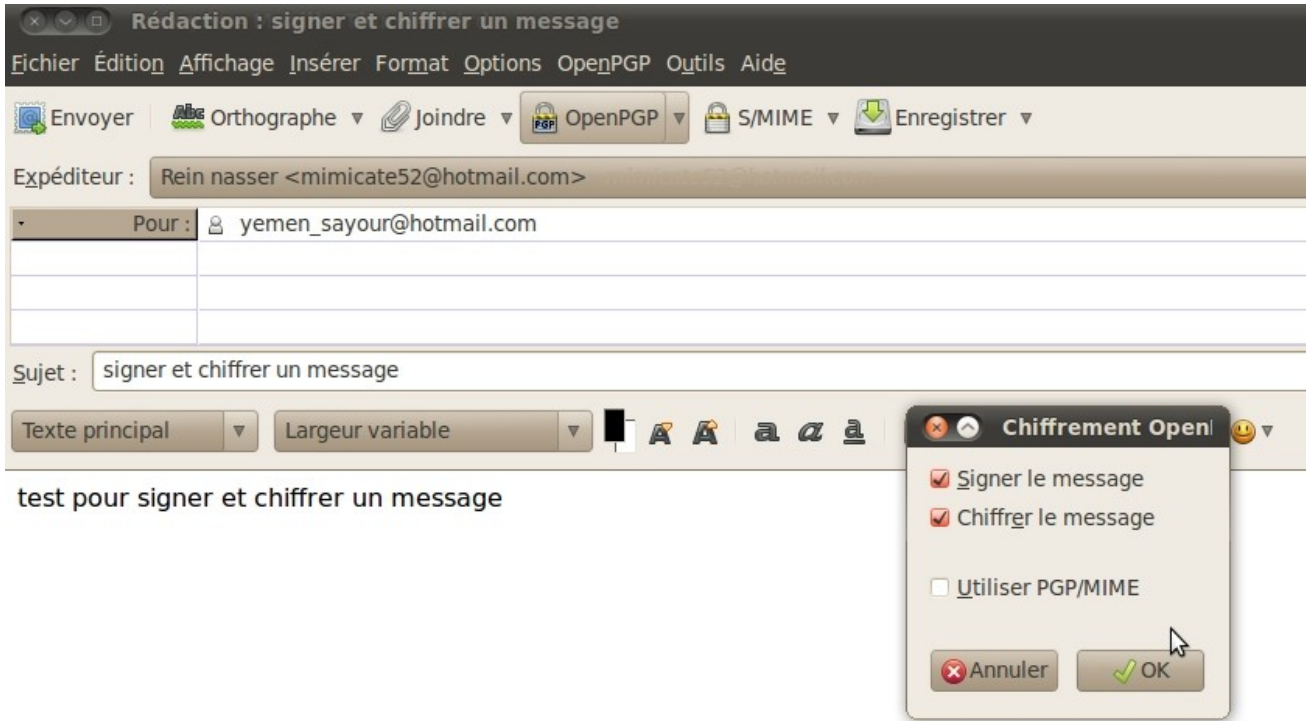 Rédaction : signer et chiffrer un message
Fichier Édition Affichage Insérer Format Options OpenPGP Outils Aide
Envoyer Abc Orthographe Joindre PGP OpenPGP S/MIME Enregistrer
Expéditeur : Rein nasser <mimicate52@hotmail.com>
Pour : yemen_sayour@hotmail.com
Sujet : signer et chiffrer un message
Texte principal Largeur variable A A a a a
Chiffrement Open
Signer le message
test pour signer et chiffrer un message
Chiffrer le message
Utiliser PGP/MIME
Annuler OK